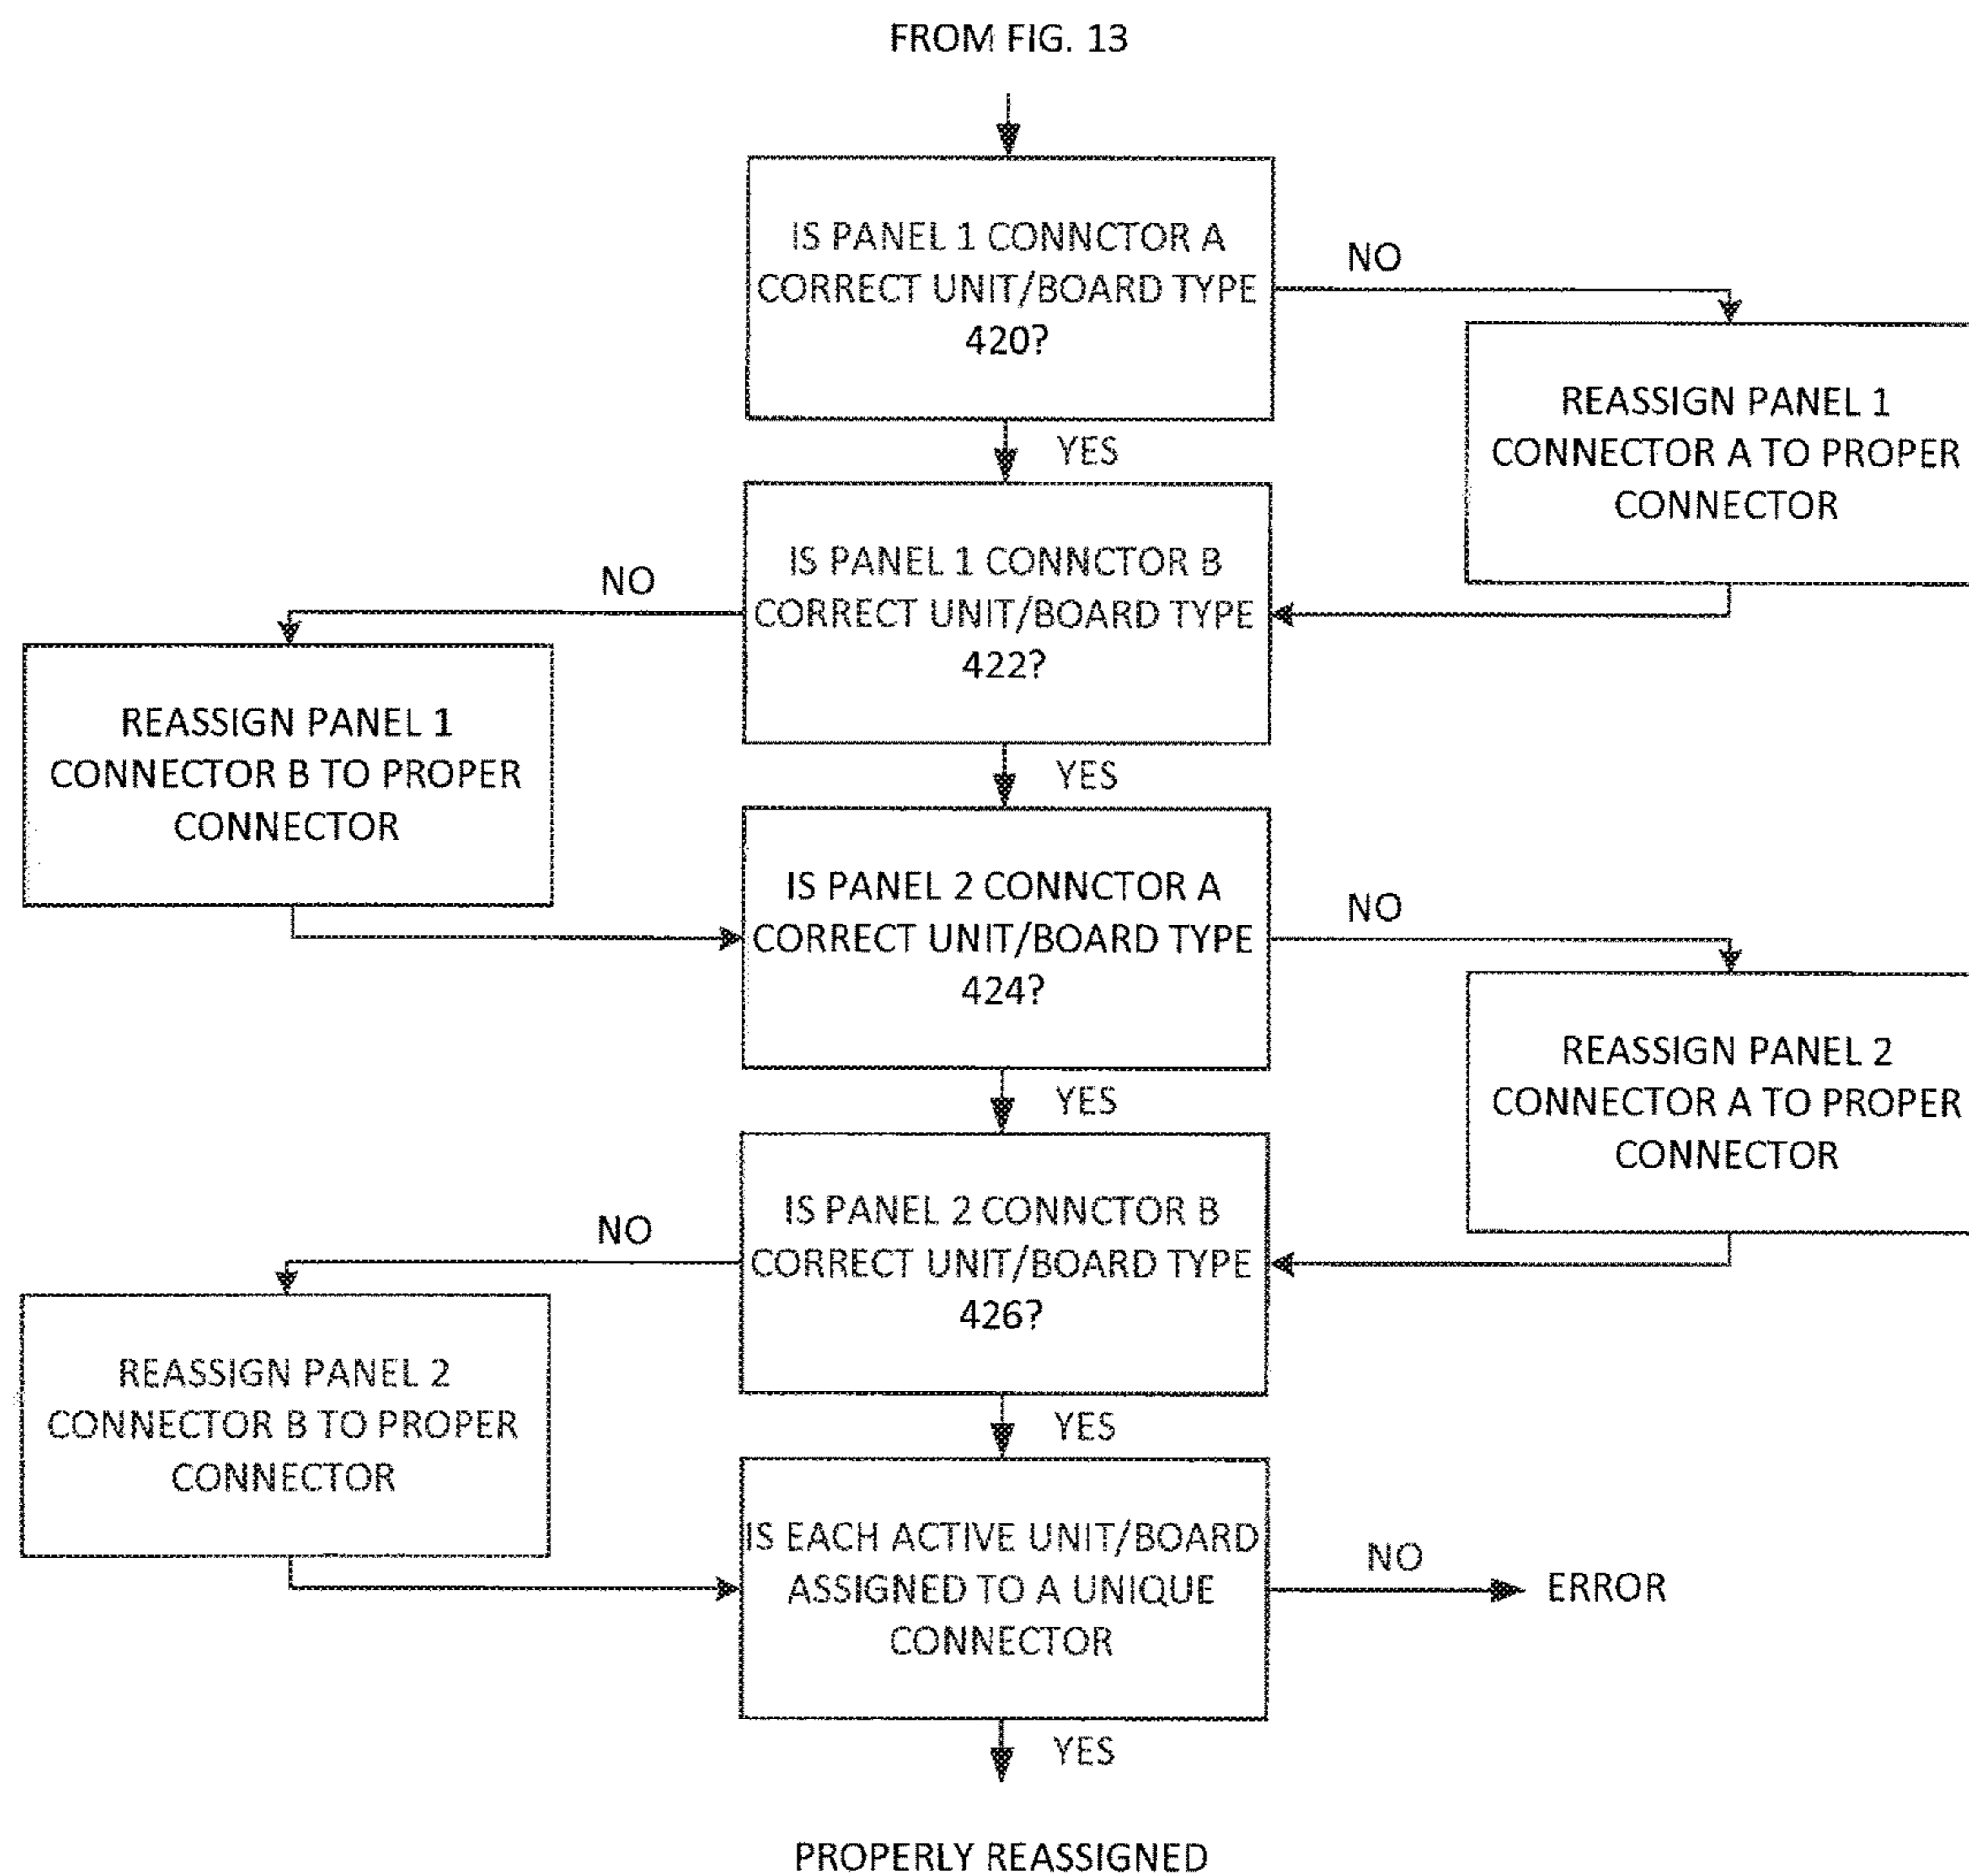 FROM FIG. 13
IS PANEL 1 CONNCTOR A
CORRECT UNIT/BOARD TYPE
420?
NO
REASSIGN PANEL 1
CONNECTOR A TO PROPER
CONNECTOR
YES
IS PANEL 1 CONNCTOR B
CORRECT UNIT/BOARD TYPE
422?
NO
REASSIGN PANEL 1
CONNECTOR B TO PROPER
CONNECTOR
YES
IS PANEL 2 CONNCTOR A
CORRECT UNIT/BOARD TYPE
424?
NO
REASSIGN PANEL 2
CONNECTOR A TO PROPER
CONNECTOR
YES
IS PANEL 2 CONNCTOR B
CORRECT UNIT/BOARD TYPE
426?
NO
REASSIGN PANEL 2
CONNECTOR B TO PROPER
CONNECTOR
YES
IS EACH ACTIVE UNIT/BOARD
ASSIGNED TO A UNIQUE
CONNECTOR
NO
ERROR
YES
PROPERLY REASSIGNED